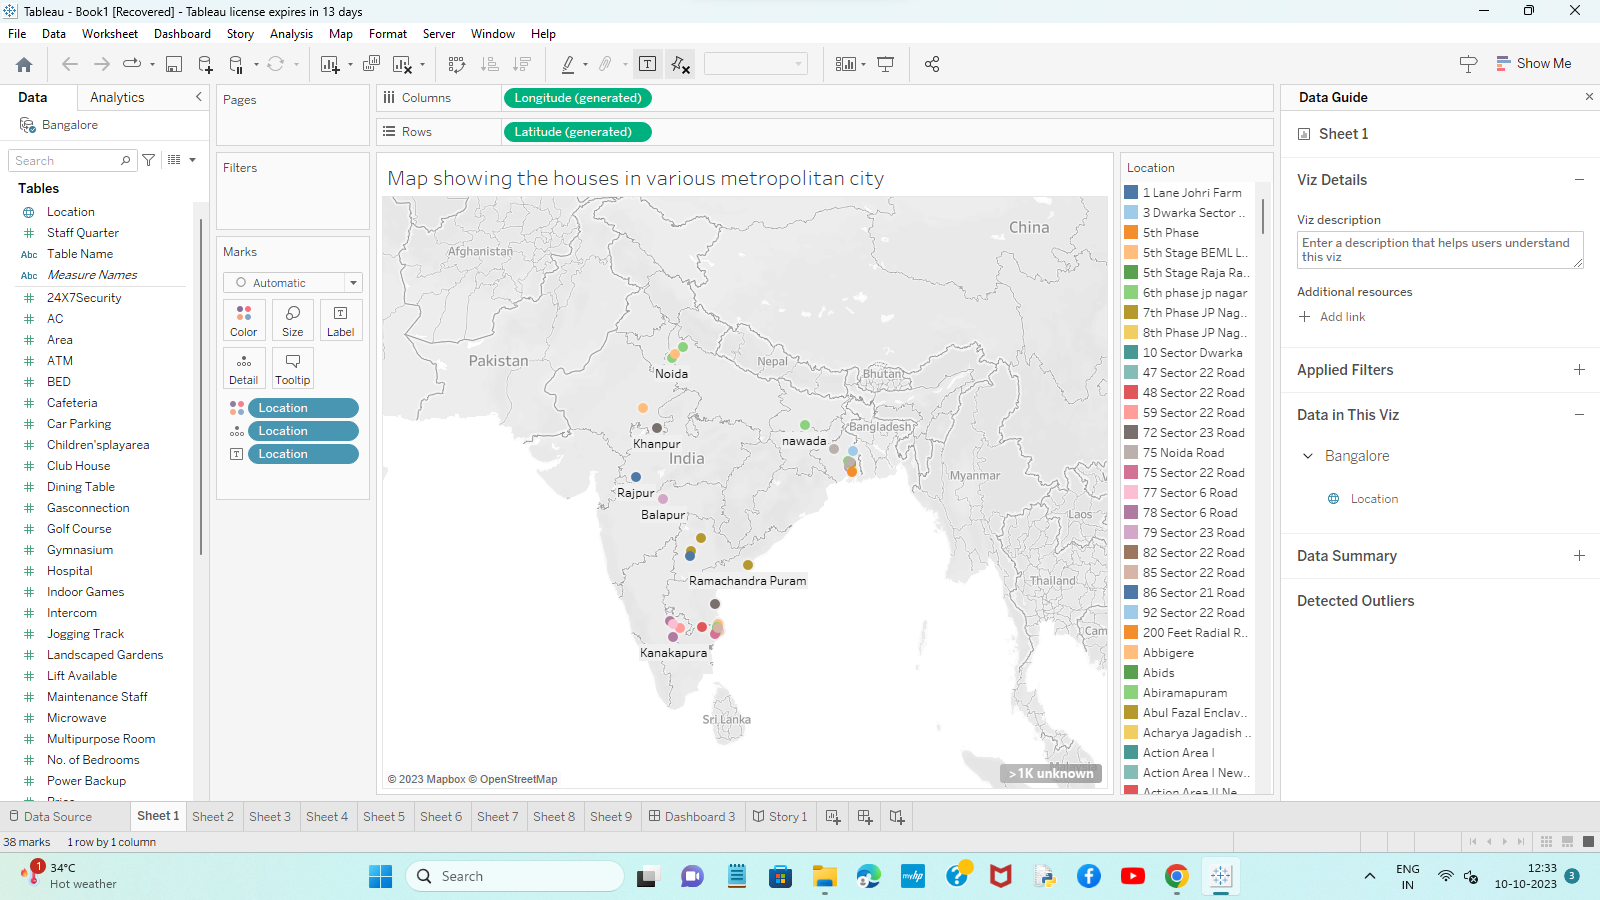 Tableau - Book1 [Recovered] - Tableau license expires in 13 days
File Data Worksheet Dashboard Story Analysis Map Format Server Window Help
Show Me
Data Analytics
Bangalore
Search
Tables
Location
Staff Quarter
Abc Table Name
Abc Measure Names
24X7Security
AC
Area
ATM
BED
Cafeteria
Car Parking
Children'splayarea
Club House
Dining Table
Gasconnection
Golf Course
Gymnasium
Hospital
Indoor Games
Intercom
Jogging Track
Landscaped Gardens
Lift Available
Maintenance Staff
Microwave
Multipurpose Room
No. of Bedrooms
Power Backup
Pages
Filters
Marks
Automatic
Color Size Label
Detail Tooltip
Location
Location
Location
Columns Longitude (generated)
Rows Latitude (generated)
Map showing the houses in various metropolitan city
China
Afghanistan
Pakistan
Nepal
Bhutan
Noida
Bangladesh
nawada
Khanpur
India
Myanmar
Rajpur
Balapur
Laos
Ramachandra Puram
Thailand
Cam
Kanakapura
Sri Lanka
Malaysia
© 2023 Mapbox © OpenStreetMap
>1K unknown
Location
1 Lane Johri Farm
3 Dwarka Sector ..
5th Phase
5th Stage BEML L..
5th Stage Raja Ra..
6th phase jp nagar
7th Phase JP Nag..
8th Phase JP Nag..
10 Sector Dwarka
47 Sector 22 Road
48 Sector 22 Road
59 Sector 22 Road
72 Sector 23 Road
75 Noida Road
75 Sector 22 Road
77 Sector 6 Road
78 Sector 6 Road
79 Sector 23 Road
82 Sector 22 Road
85 Sector 22 Road
86 Sector 21 Road
92 Sector 22 Road
200 Feet Radial R..
Abbigere
Abids
Abiramapuram
Abul Fazal Enclav..
Acharya Jagadish ..
Action Area I
Action Area I New..
Action Area II Ne..
Data Guide
Sheet 1
Viz Details
Viz description
Enter a description that helps users understand
this viz
Additional resources
Add link
Applied Filters
Data in This Viz
Bangalore
Location
Data Summary
Detected Outliers
Data Source Sheet 1 Sheet 2 Sheet 3 Sheet 4 Sheet 5 Sheet 6 Sheet 7 Sheet 8 Sheet 9 Dashboard 3 Story 1
38 marks 1 row by 1 column
1
34°C
Hot weather
Search
myhp
ENG
IN
12:33
10-10-2023
3